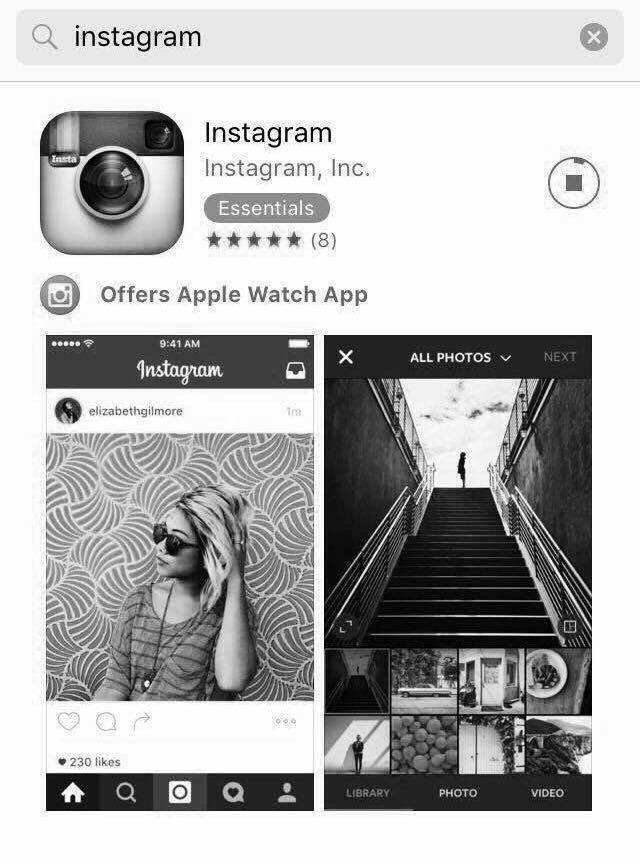 instagram
Insta
Instagram
Instagram, Inc.
Essentials
(8)
Offers Apple Watch App
9:41 AM
Instagram
elizabethgilmore
1m
230 likes
ALL PHOTOS
NEXT
LIBRARY
PHOTO
VIDEO